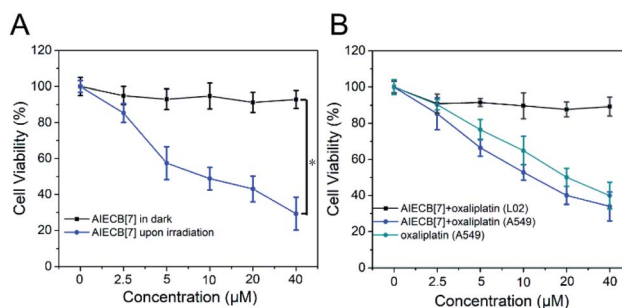 A
120
100
80
60
40
20
0
Cell Viability (%)
*
AIECB[7] in dark
AIECB[7] upon irradiation
0 2.5 5 10 20 40
Concentration (µM)
B
120
100
80
60
40
20
0
Cell Viability (%)
AIECB[7]+oxaliplatin (L02)
AIECB[7]+oxaliplatin (A549)
oxaliplatin (A549)
0 2.5 5 10 20 40
Concentration (µM)